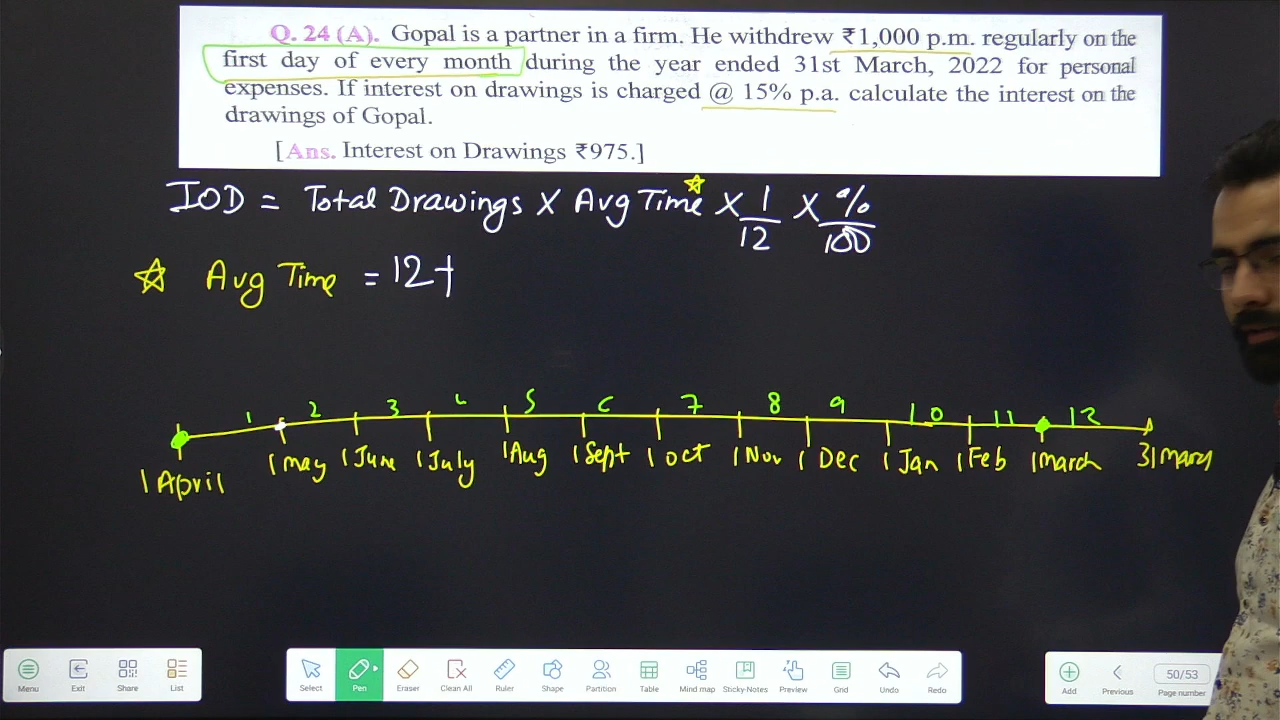 Q. 24 (A). Gopal is a partner in a firm. He withdrew ₹1,000 p.m. regularly on the
first day of every month during the year ended 31st March, 2022 for personal
expenses. If interest on drawings is charged @ 15% p.a. calculate the interest on the
drawings of Gopal.
[Ans. Interest on Drawings ₹975.]
IOD = Total Drawings X Avg Time X 1/12 X %/100
Avg Time = 12+
1 2 3 5 6 7 8 9 10 11 12
1 April 1 May 1 June 1 July 1 Aug 1 Sept 1 oct 1 Nov 1 Dec 1 Jan 1 Feb 1 March 31 Marc
Menu Exit Share List Select Pen Eraser Clean All Ruler Shape Partition Table Mind map Sticky-Notes Preview Grid Undo Redo Add Previous 50/53 Page number